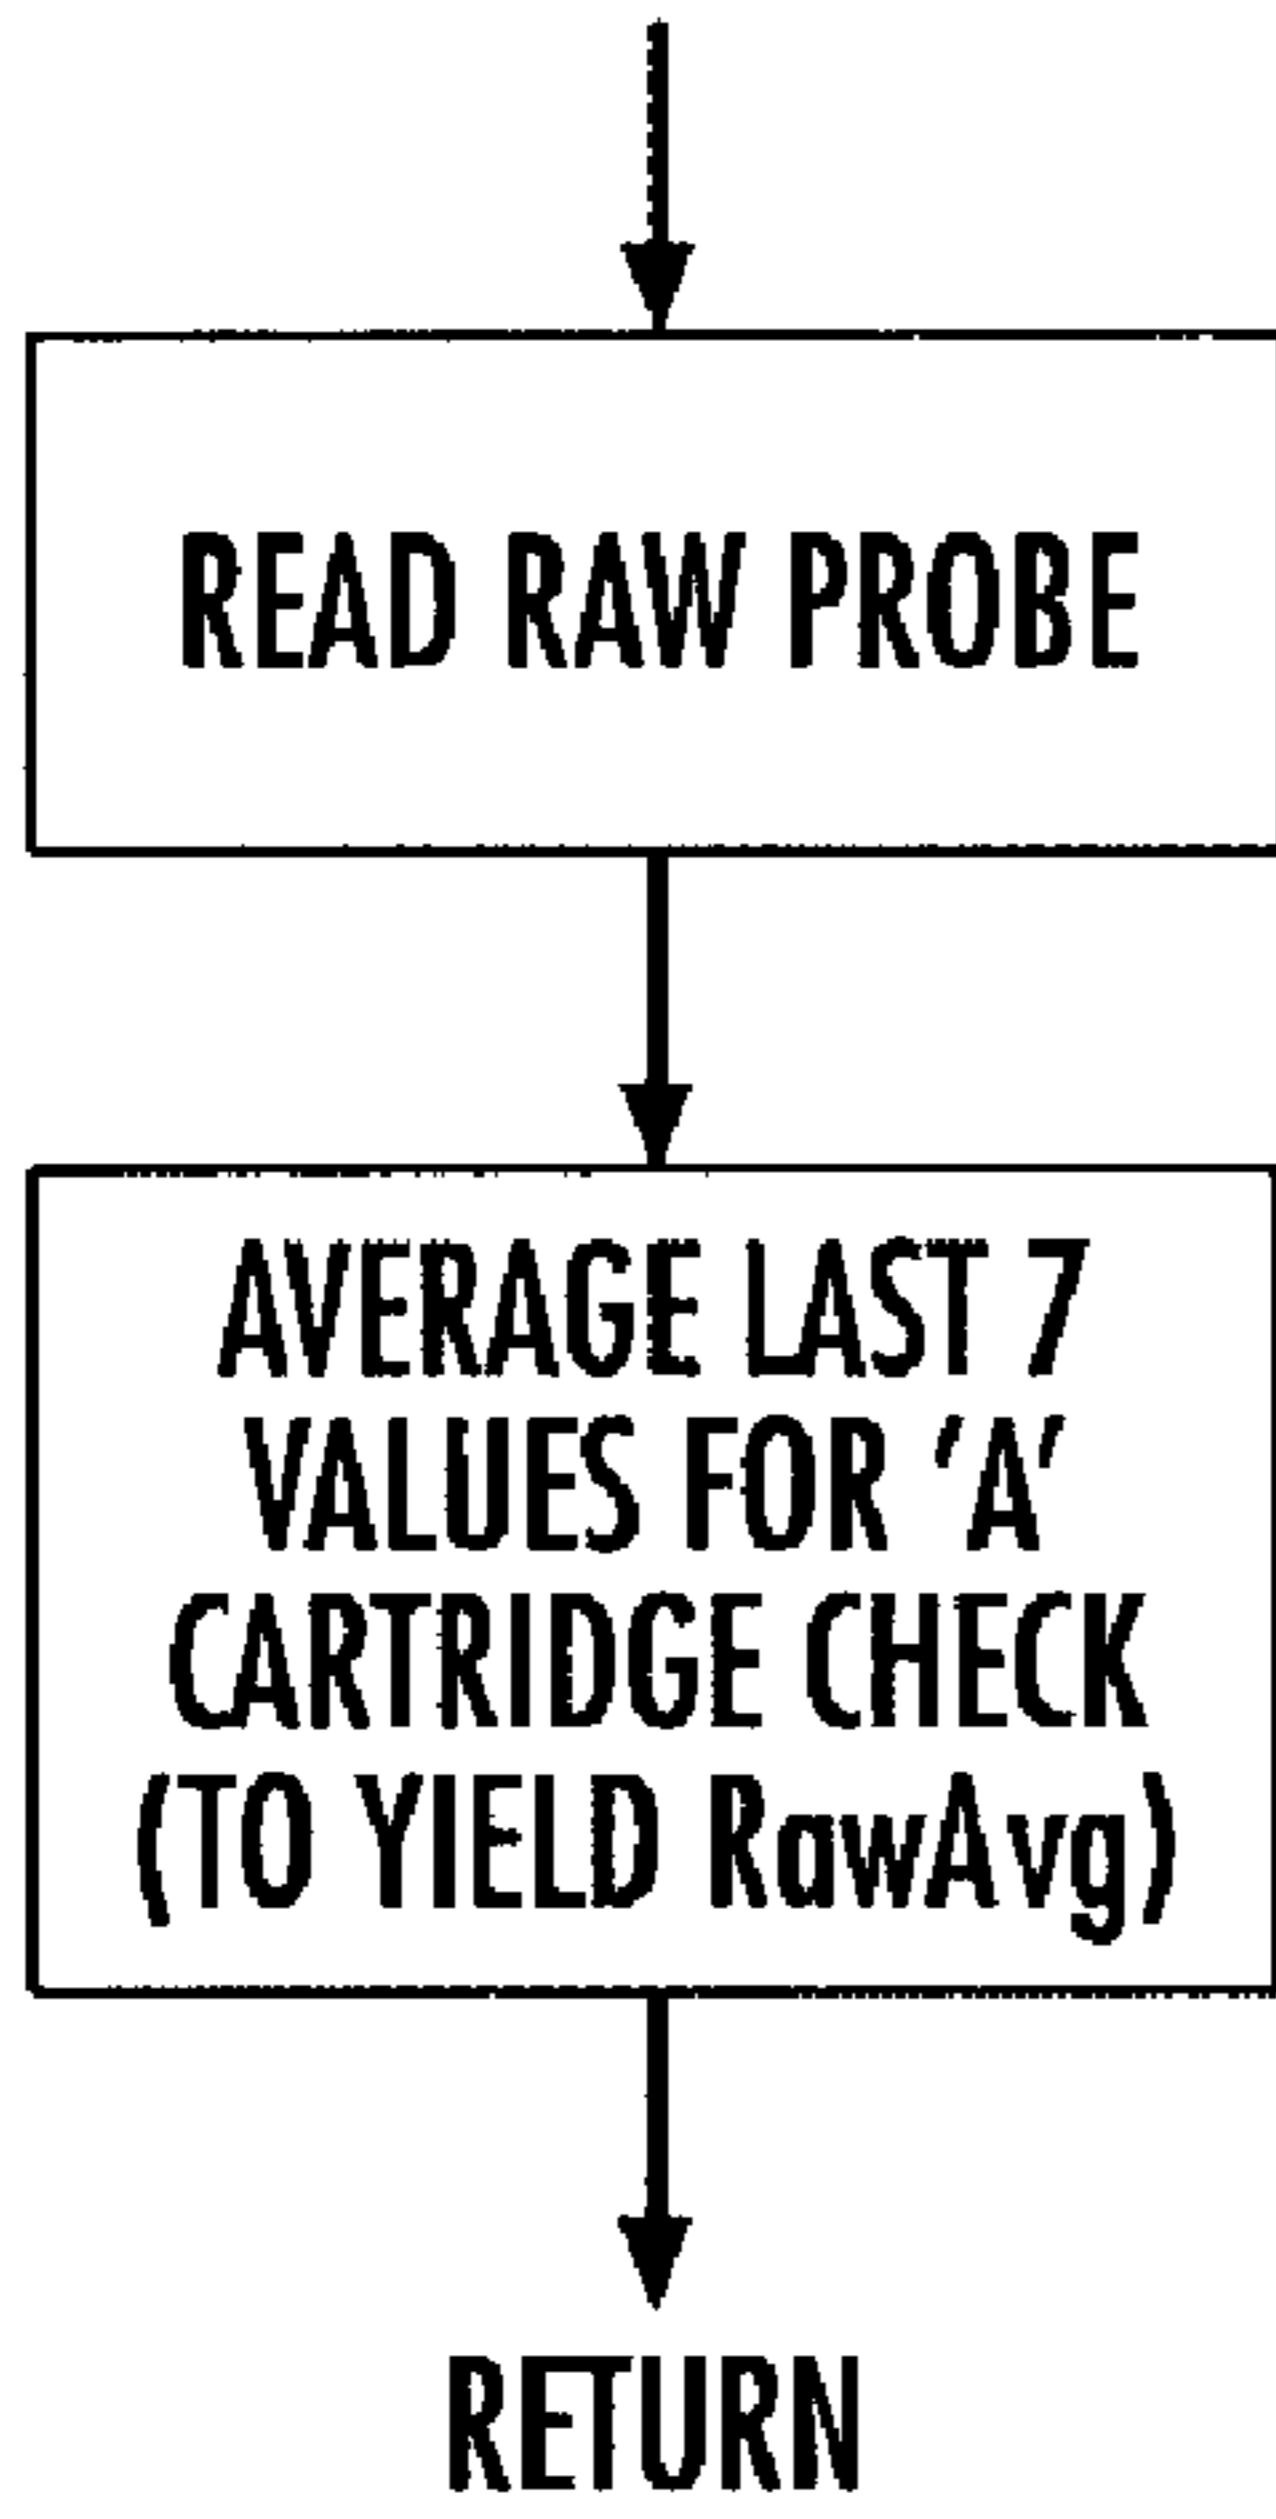 READ RAW PROBE
AVERAGE LAST 7
VALUES FOR 'A'
CARTRIDGE CHECK
(TO YIELD RawAvg)
RETURN